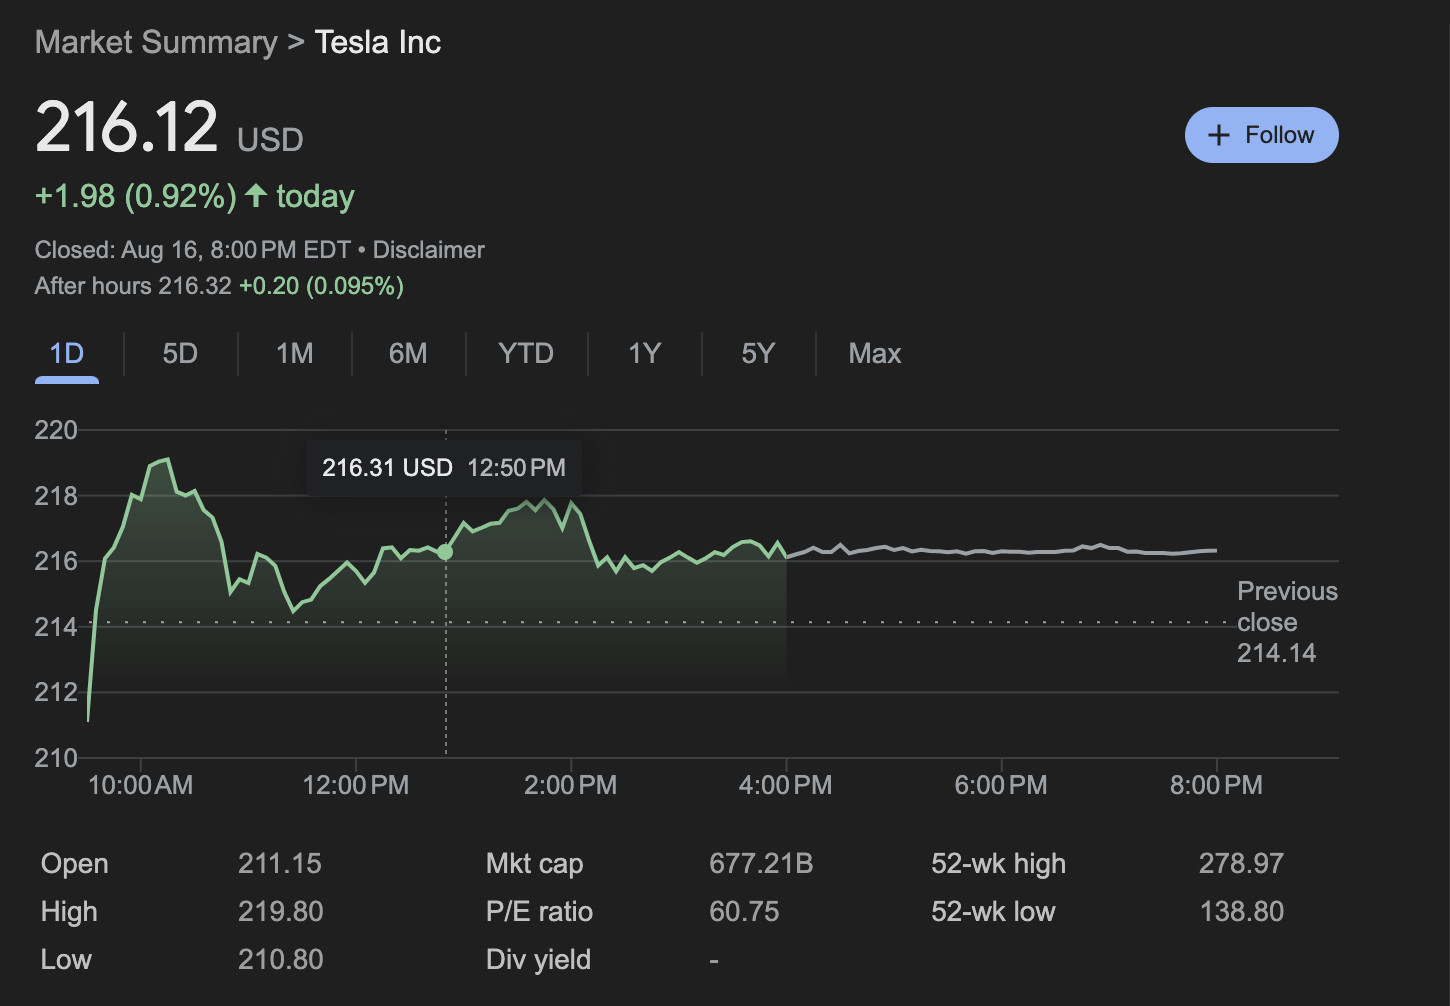 Market Summary > Tesla Inc
216.12 USD
+ Follow
+1.98 (0.92%) ↑ today
Closed: Aug 16, 8:00 PM EDT • Disclaimer
After hours 216.32 +0.20 (0.095%)
1D 5D 1M 6M YTD 1Y 5Y Max
220
216.31 USD 12:50 PM
218
216
Previous
close
214.14
214
212
210
10:00 AM 12:00 PM 2:00 PM 4:00 PM 6:00 PM 8:00 PM
Open 211.15 Mkt cap 677.21B 52-wk high 278.97
High 219.80 P/E ratio 60.75 52-wk low 138.80
Low 210.80 Div yield -